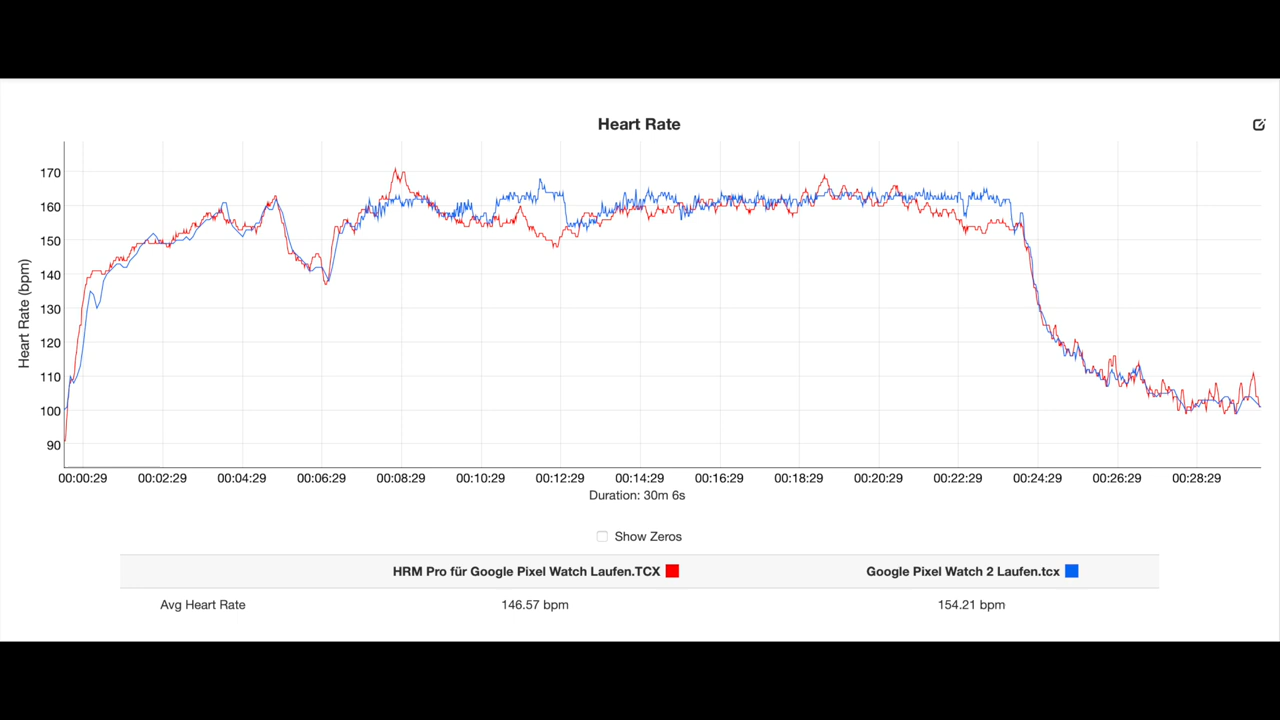 Heart Rate
170
160
150
140
130
120
110
100
90
Heart Rate (bpm)
00:00:29 00:02:29 00:04:29 00:06:29 00:08:29 00:10:29 00:12:29 00:14:29 00:16:29 00:18:29 00:20:29 00:22:29 00:24:29 00:26:29 00:28:29
Duration: 30m 6s
Show Zeros
HRM Pro für Google Pixel Watch Laufen.TCX Google Pixel Watch 2 Laufen.tcx
Avg Heart Rate 146.57 bpm 154.21 bpm